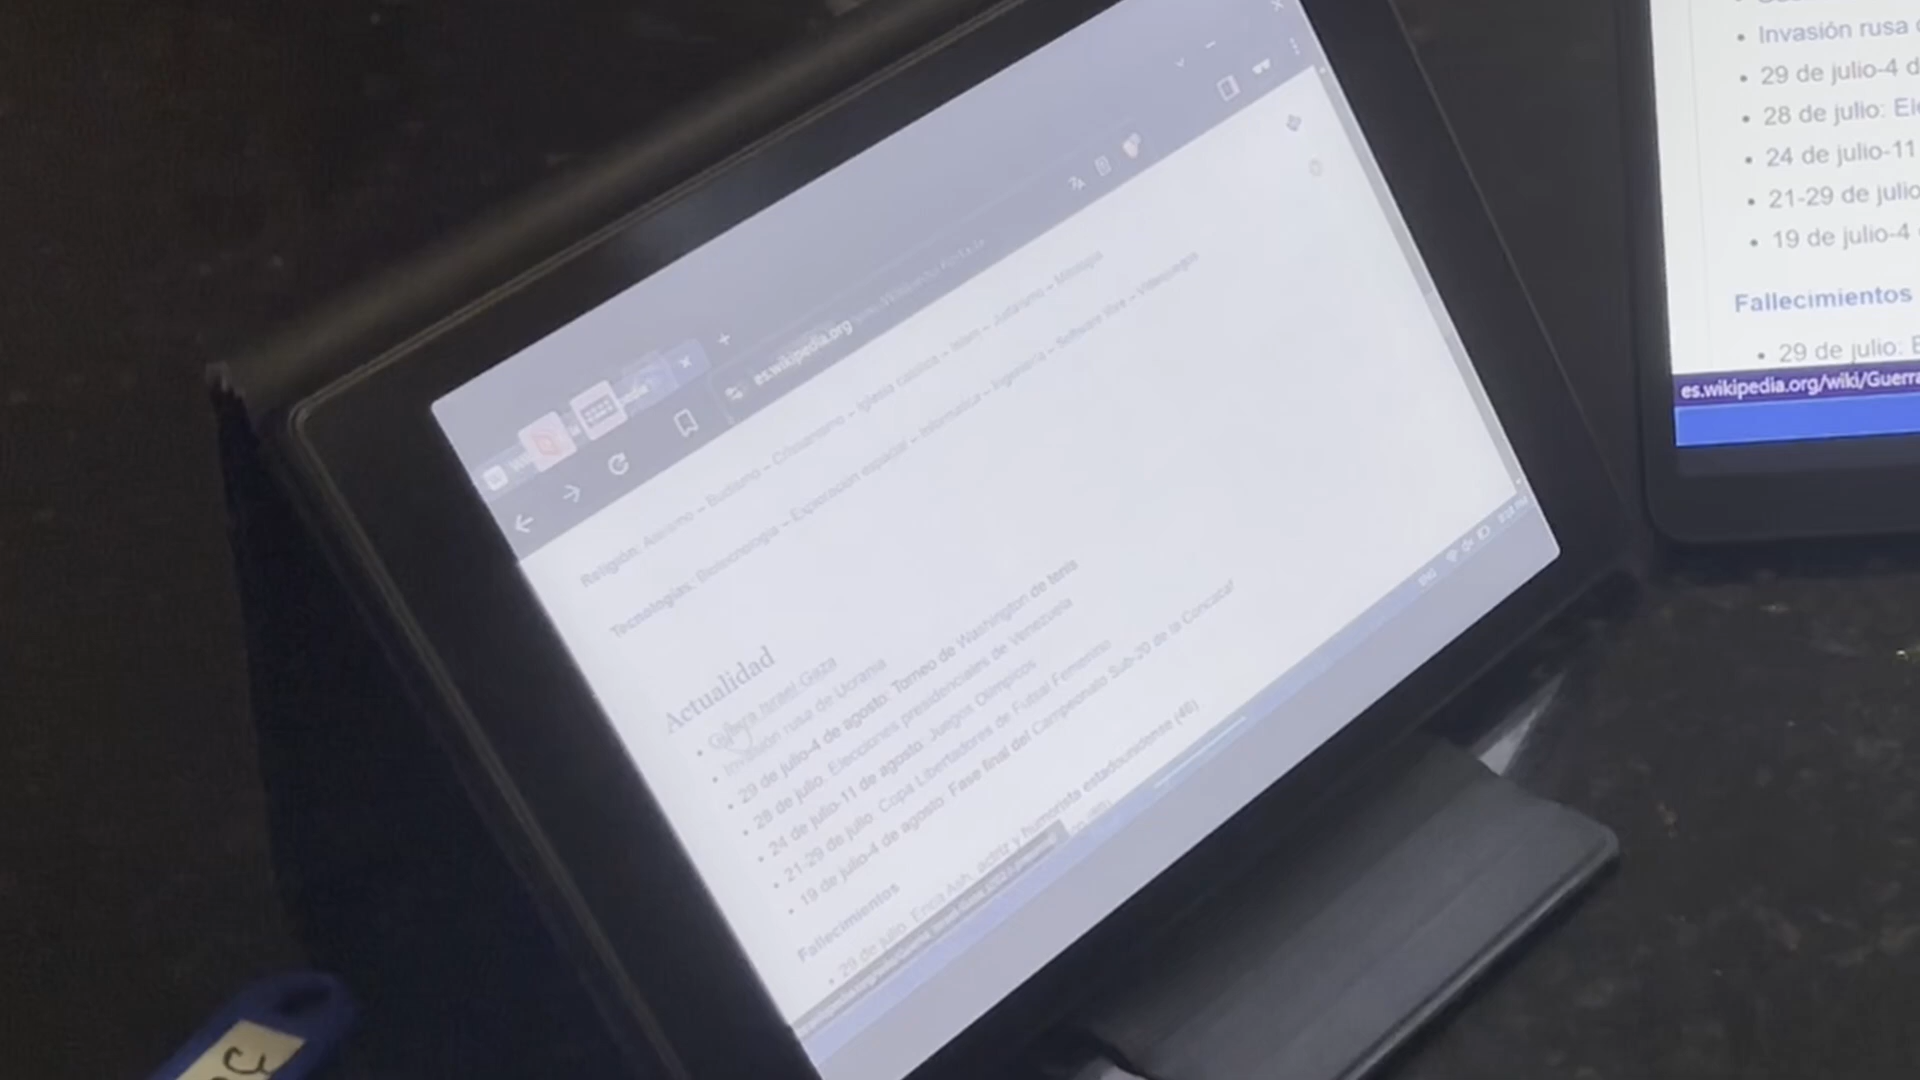 es.wikipedia.org
Religión: Ateísmo – Budismo – Cristianismo – Iglesia católica – Islam – Judaísmo – Mitología
Tecnologías: Biotecnología – Exploración espacial – Informática – Ingeniería – Software libre – Videojuegos
Actualidad
• Guerra Israel-Gaza
• Invasión rusa de Ucrania
• 29 de julio-4 de agosto: Torneo de Washington de tenis
• 28 de julio: Elecciones presidenciales de Venezuela
• 24 de julio-11 de agosto: Juegos Olímpicos
• 21-29 de julio: Copa Libertadores de Futsal Femenino
• 19 de julio-4 de agosto: Fase final del Campeonato Sub-20 de la Concacaf
Fallecimientos
• 29 de julio: Erica Ash, actriz y humorista estadounidense (46)
ENG
• Invasión rusa
• 29 de julio-4 d
• 28 de julio: Ele
• 24 de julio-11
• 21-29 de julio
• 19 de julio-4
Fallecimientos
• 29 de julio: E
es.wikipedia.org/wiki/Guerra